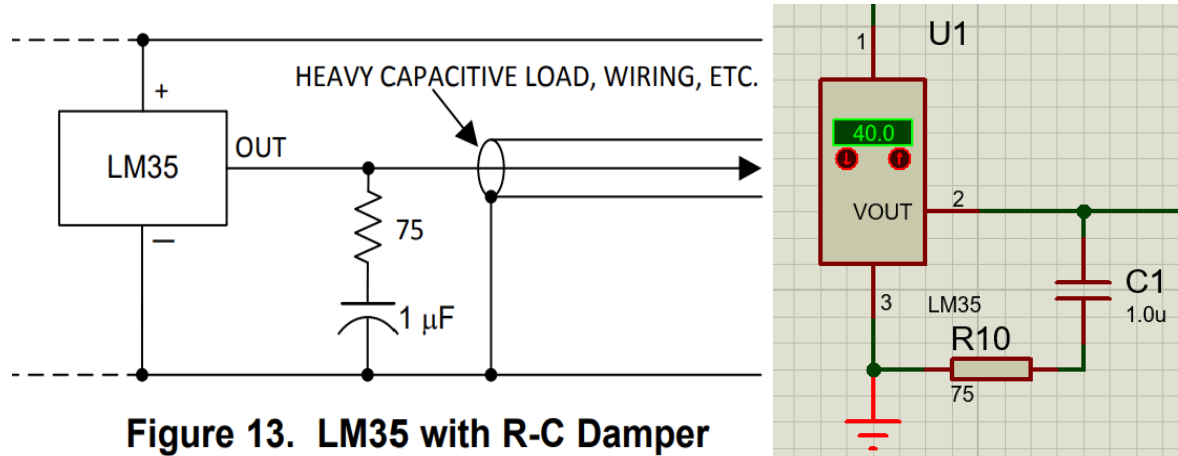 HEAVY CAPACITIVE LOAD, WIRING, ETC.
+
OUT
LM35
75
—
1 µF
Figure 13. LM35 with R-C Damper
U1
1
40.0
2
VOUT
C1
1.0u
3
LM35
R10
75